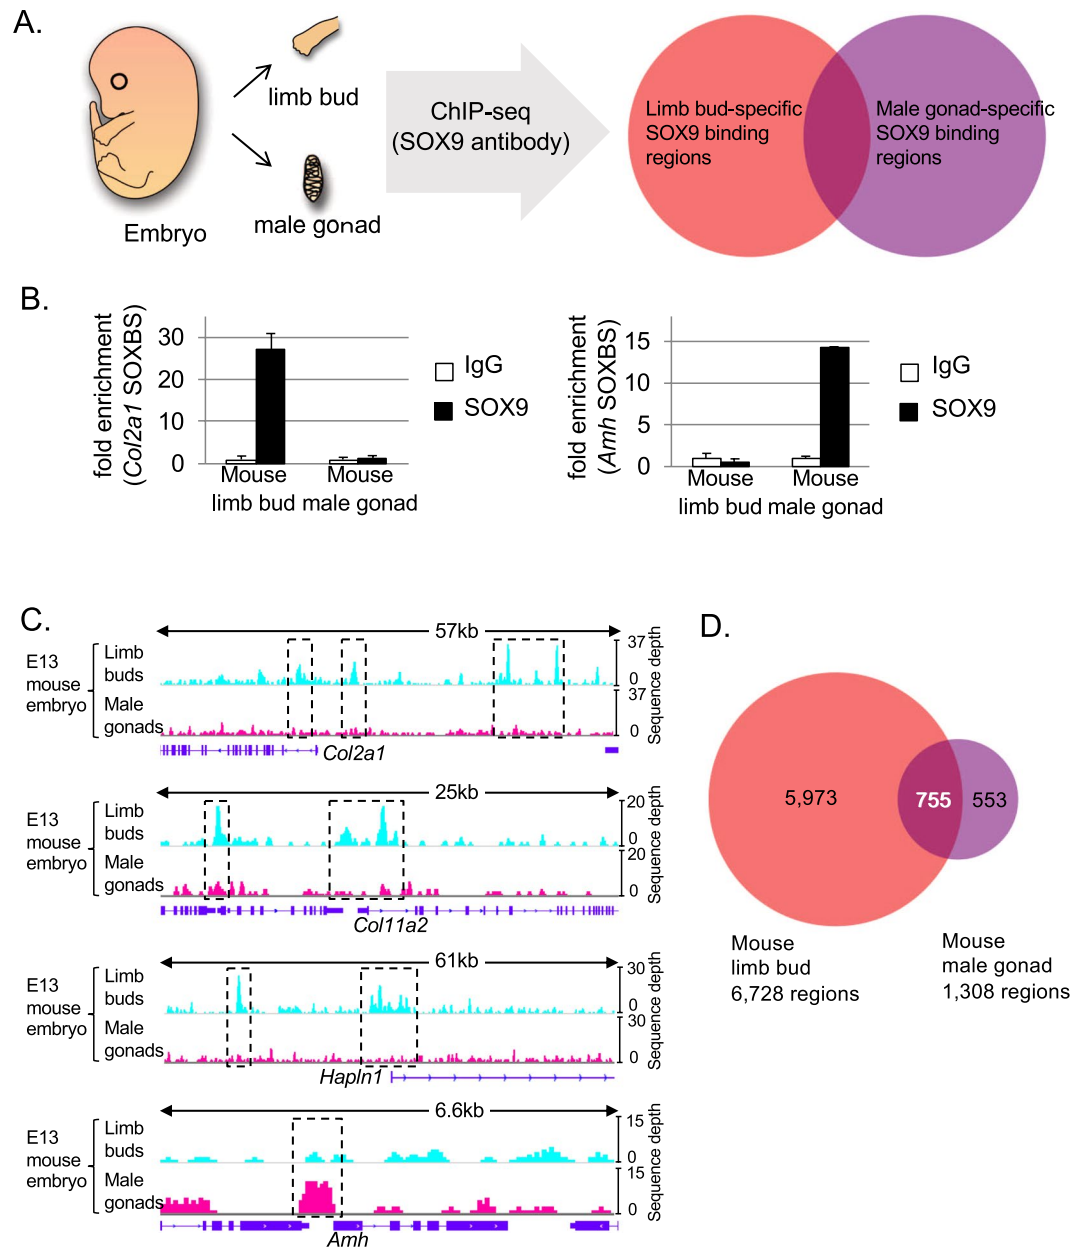 A.
limb bud
male gonad
Embryo
ChIP-seq
(SOX9 antibody)
Limb bud-specific
SOX9 binding
regions
Male gonad-specific
SOX9 binding
regions
B.
fold enrichment
(Col2a1 SOXBS)
30
20
10
0
Mouse
limb bud
Mouse
male gonad
IgG
SOX9
fold enrichment
(Amh SOXBS)
15
10
5
0
Mouse
limb bud
Mouse
male gonad
IgG
SOX9
C.
57kb
E13
mouse
embryo
Limb
buds
Male
gonads
37
0
37
0
Sequence depth
Col2a1
25kb
E13
mouse
embryo
Limb
buds
Male
gonads
20
0
20
0
Sequence depth
Col11a2
61kb
E13
mouse
embryo
Limb
buds
Male
gonads
30
0
30
0
Sequence depth
Hapln1
6.6kb
E13
mouse
embryo
Limb
buds
Male
gonads
15
0
15
0
Sequence depth
Amh
D.
5,973
755
553
Mouse
limb bud
6,728 regions
Mouse
male gonad
1,308 regions